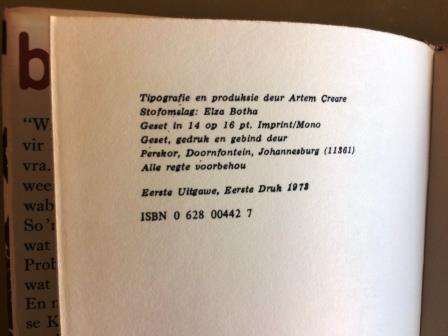 b
"W
vir
vra.
wee
wab
So'n
wat
Prob
wat
En n
se K
Tipografie en produksie deur Artem Creare
Stofomslag: Elza Botha
Geset in 14 op 16 pt. Imprint/Mono
Geset, gedruk en gebind deur
Perskor, Doornfontein, Johannesburg (11361)
Alle regte voorbehou
Eerste Uitgawe, Eerste Druk 1973
ISBN 0 628 00442 7